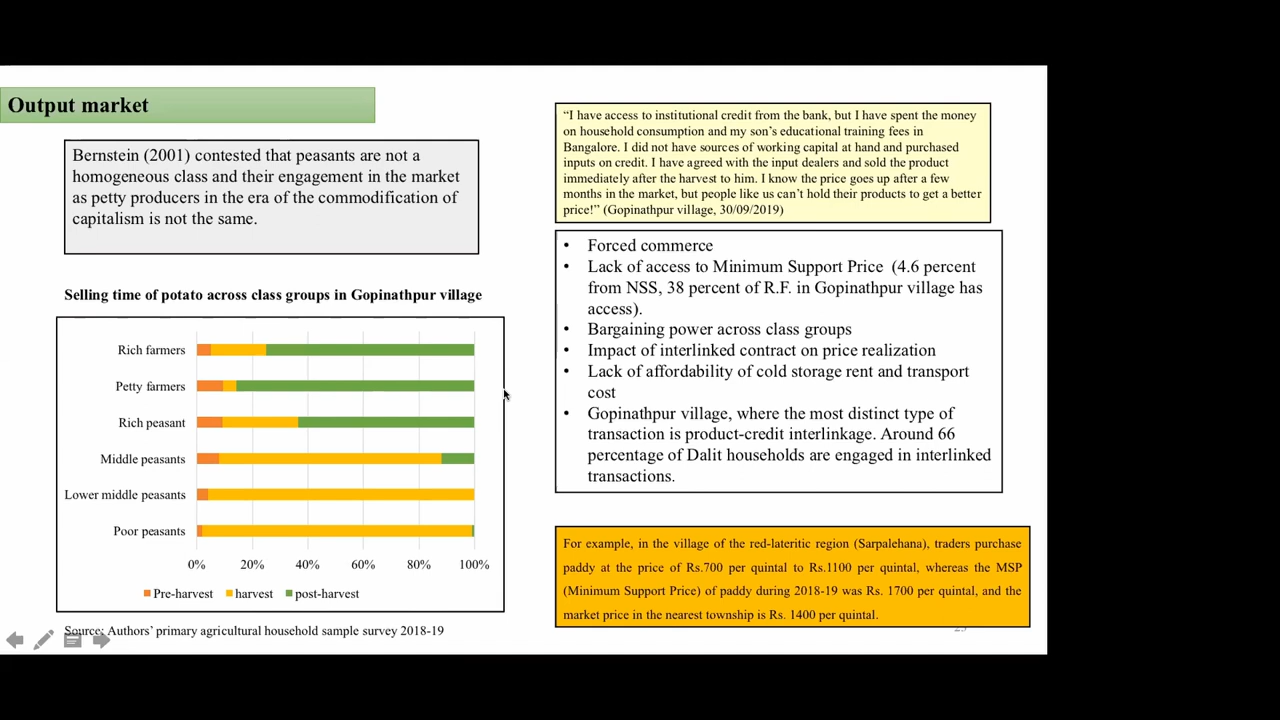 Output market
Bernstein (2001) contested that peasants are not a
homogeneous class and their engagement in the market
as petty producers in the era of the commodification of
capitalism is not the same.
Selling time of potato across class groups in Gopinathpur village
Rich farmers
Petty farmers
Rich peasant
Middle peasants
Lower middle peasants
Poor peasants
0% 20% 40% 60% 80% 100%
Pre-harvest harvest post-harvest
Source: Authors' primary agricultural household sample survey 2018-19
“I have access to institutional credit from the bank, but I have spent the money
on household consumption and my son's educational training fees in
Bangalore. I did not have sources of working capital at hand and purchased
inputs on credit. I have agreed with the input dealers and sold the product
immediately after the harvest to him. I know the price goes up after a few
months in the market, but people like us can't hold their products to get a better
price!” (Gopinathpur village, 30/09/2019)
• Forced commerce
• Lack of access to Minimum Support Price (4.6 percent
from NSS, 38 percent of R.F. in Gopinathpur village has
access).
• Bargaining power across class groups
• Impact of interlinked contract on price realization
• Lack of affordability of cold storage rent and transport
cost
• Gopinathpur village, where the most distinct type of
transaction is product-credit interlinkage. Around 66
percentage of Dalit households are engaged in interlinked
transactions.
For example, in the village of the red-lateritic region (Sarpalehana), traders purchase
paddy at the price of Rs.700 per quintal to Rs.1100 per quintal, whereas the MSP
(Minimum Support Price) of paddy during 2018-19 was Rs. 1700 per quintal, and the
market price in the nearest township is Rs. 1400 per quintal.